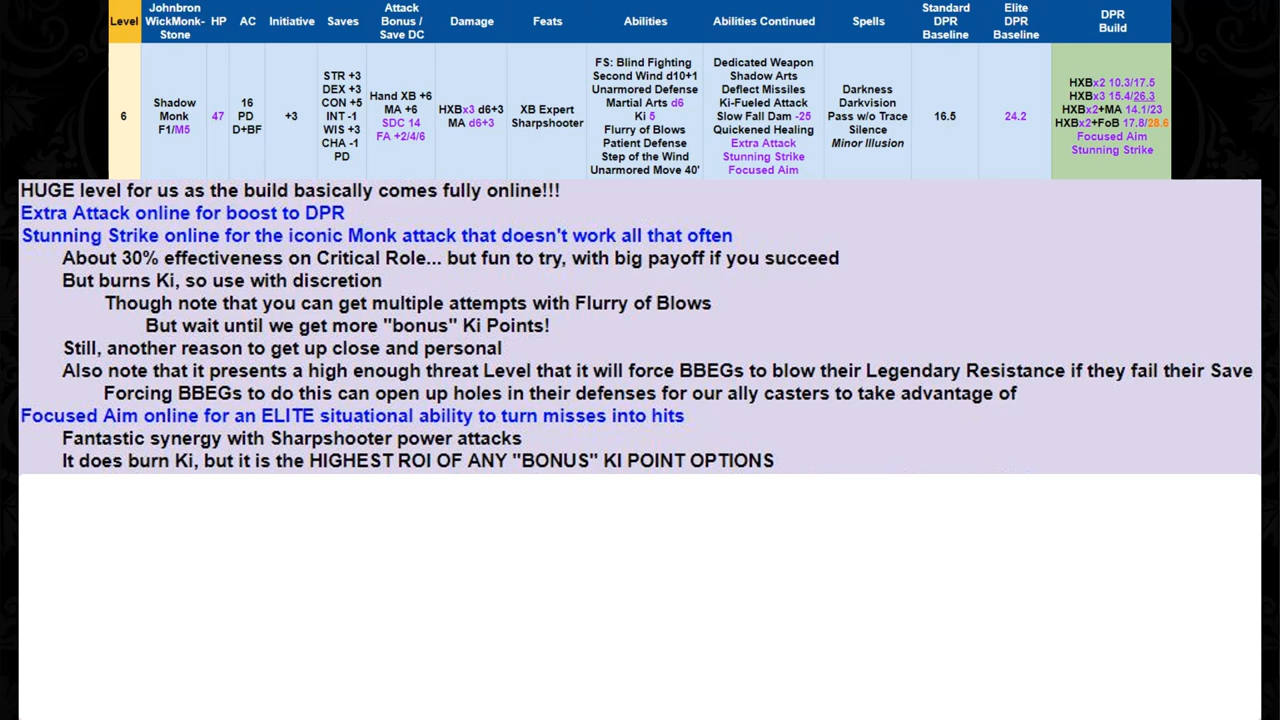 Level
Johnbron
WickMonk-
Stone
HP
AC
Initiative
Saves
Attack
Bonus /
Save DC
Damage
Feats
Abilities
Abilities Continued
Spells
Standard
DPR
Baseline
Elite
DPR
Baseline
DPR
Build
6
Shadow
Monk
F1/M5
47
16
PD
D+BF
+3
STR +3
DEX +3
CON +5
INT -1
WIS +3
CHA -1
PD
Hand XB +6
MA +6
SDC 14
FA +2/4/6
HXBx3 d6+3
MA d6+3
XB Expert
Sharpshooter
FS: Blind Fighting
Second Wind d10+1
Unarmored Defense
Martial Arts d6
Ki 5
Flurry of Blows
Patient Defense
Step of the Wind
Unarmored Move 40'
Dedicated Weapon
Shadow Arts
Deflect Missiles
Ki-Fueled Attack
Slow Fall Dam -25
Quickened Healing
Extra Attack
Stunning Strike
Focused Aim
Darkness
Darkvision
Pass w/o Trace
Silence
Minor Illusion
16.5
24.2
HXBx2 10.3/17.5
HXBx3 15.4/26.3
HXBx2+MA 14.1/23
HXBx2+FoB 17.8/28.6
Focused Aim
Stunning Strike
HUGE level for us as the build basically comes fully online!!!
Extra Attack online for boost to DPR
Stunning Strike online for the iconic Monk attack that doesn't work all that often
About 30% effectiveness on Critical Role... but fun to try, with big payoff if you succeed
But burns Ki, so use with discretion
Though note that you can get multiple attempts with Flurry of Blows
But wait until we get more "bonus" Ki Points!
Still, another reason to get up close and personal
Also note that it presents a high enough threat Level that it will force BBEGs to blow their Legendary Resistance if they fail their Save
Forcing BBEGs to do this can open up holes in their defenses for our ally casters to take advantage of
Focused Aim online for an ELITE situational ability to turn misses into hits
Fantastic synergy with Sharpshooter power attacks
It does burn Ki, but it is the HIGHEST ROI OF ANY "BONUS" KI POINT OPTIONS